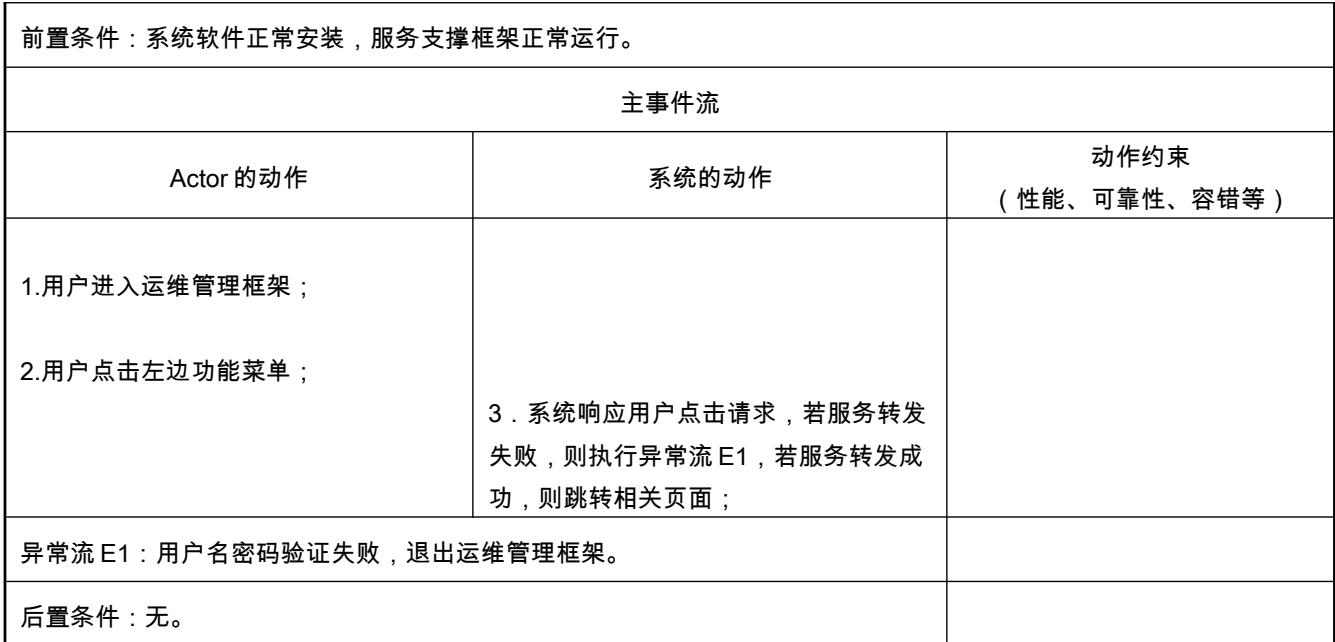 前置条件：系统软件正常安装，服务支撑框架正常运行。
主事件流
Actor 的动作
系统的动作
动作约束
（性能、可靠性、容错等）
1.用户进入运维管理框架；
2.用户点击左边功能菜单；
3．系统响应用户点击请求，若服务转发
失败，则执行异常流 E1，若服务转发成
功，则跳转相关页面；
异常流 E1：用户名密码验证失败，退出运维管理框架。
后置条件：无。